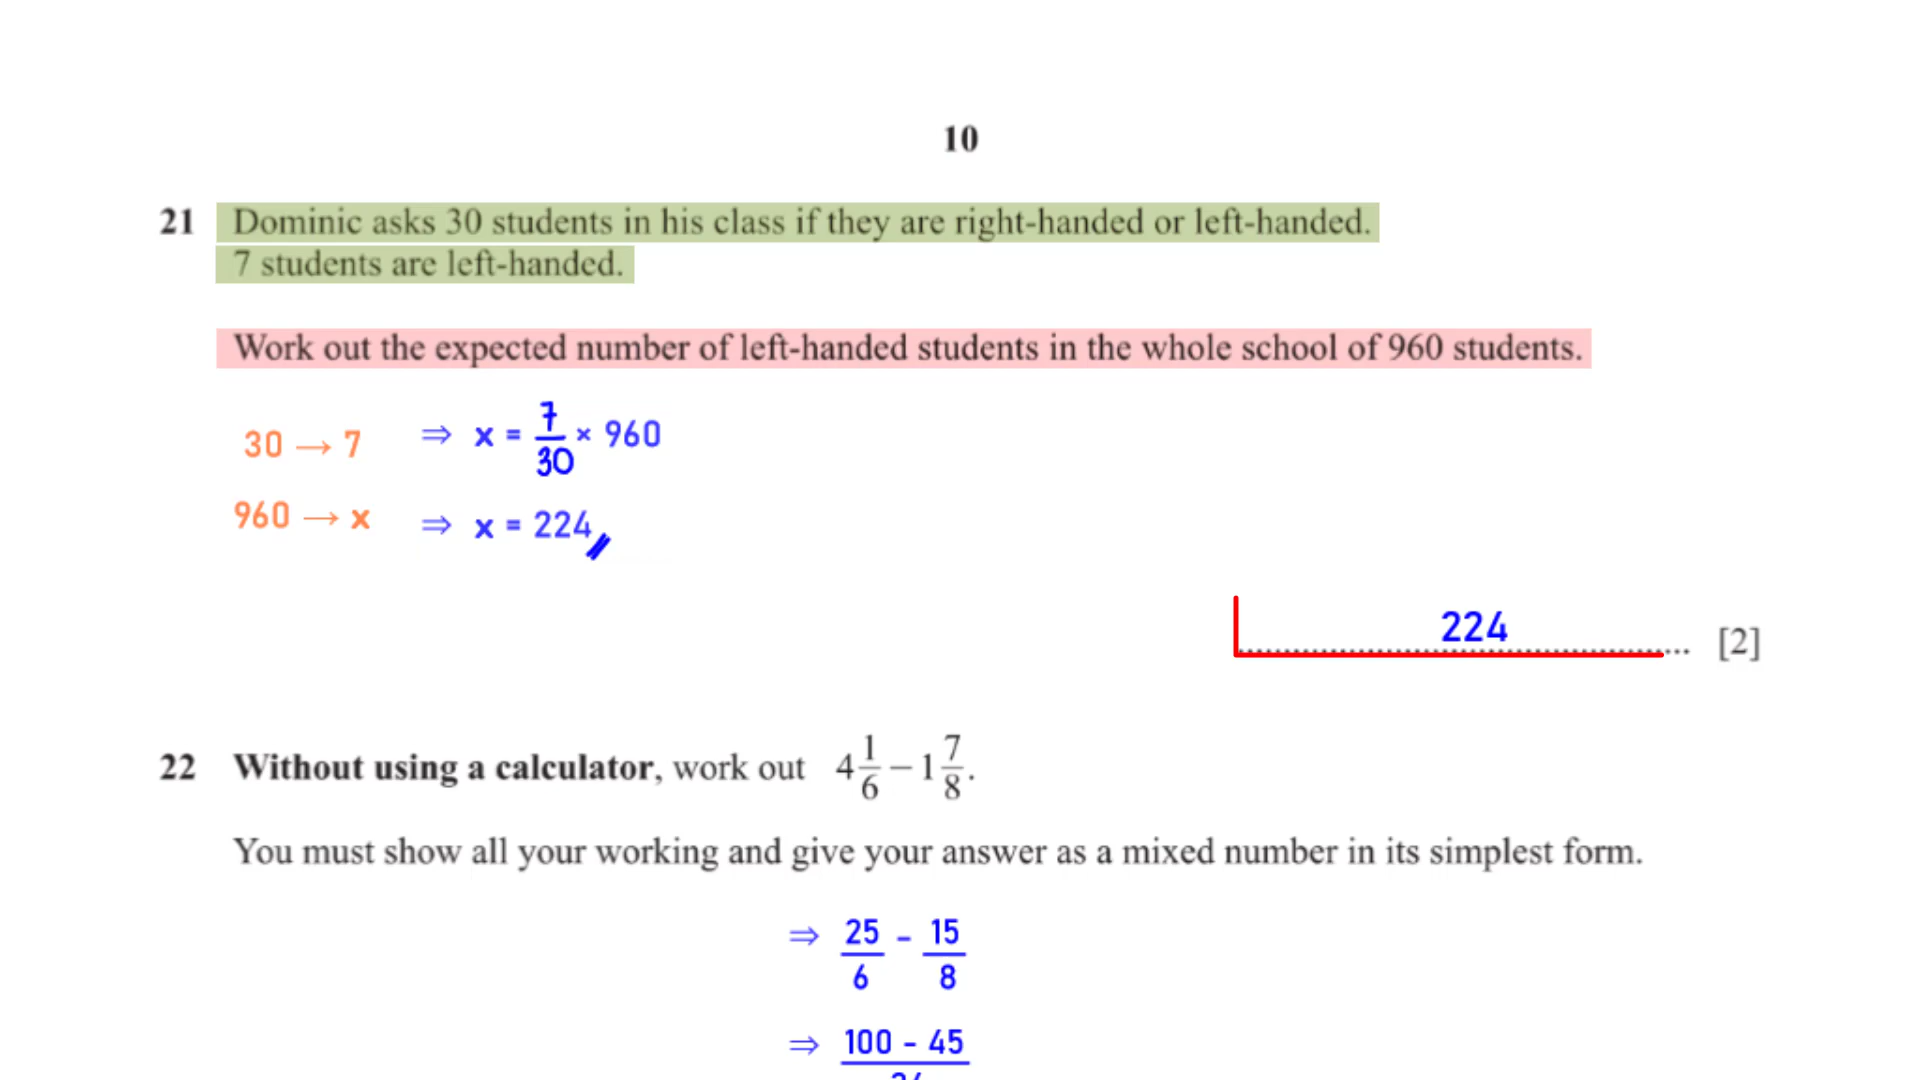 10
21 Dominic asks 30 students in his class if they are right-handed or left-handed.
7 students are left-handed.
Work out the expected number of left-handed students in the whole school of 960 students.
30 → 7 ⇒ x = 7/30 × 960
960 → x ⇒ x = 224
224 [2]
22 Without using a calculator, work out 4 1/6 − 1 7/8.
You must show all your working and give your answer as a mixed number in its simplest form.
⇒ 25/6 - 15/8
⇒ 100 - 45